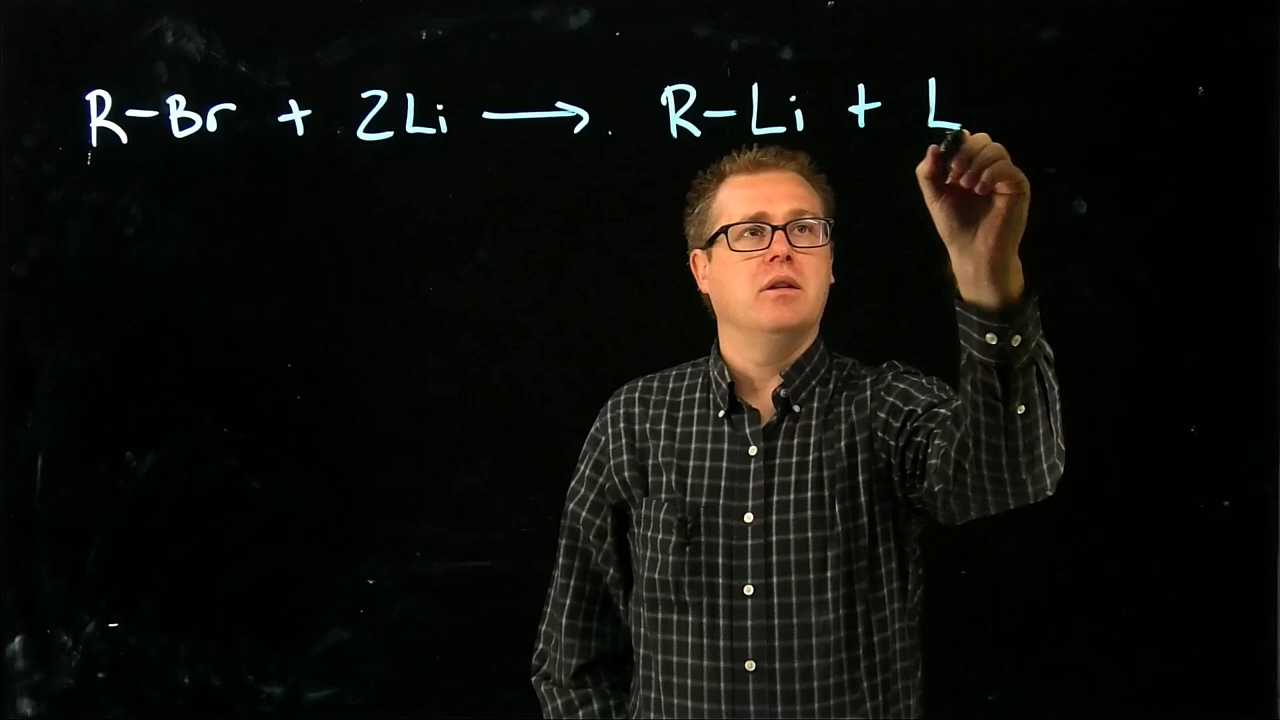 R-Br + 2Li ⟶ R-Li + L